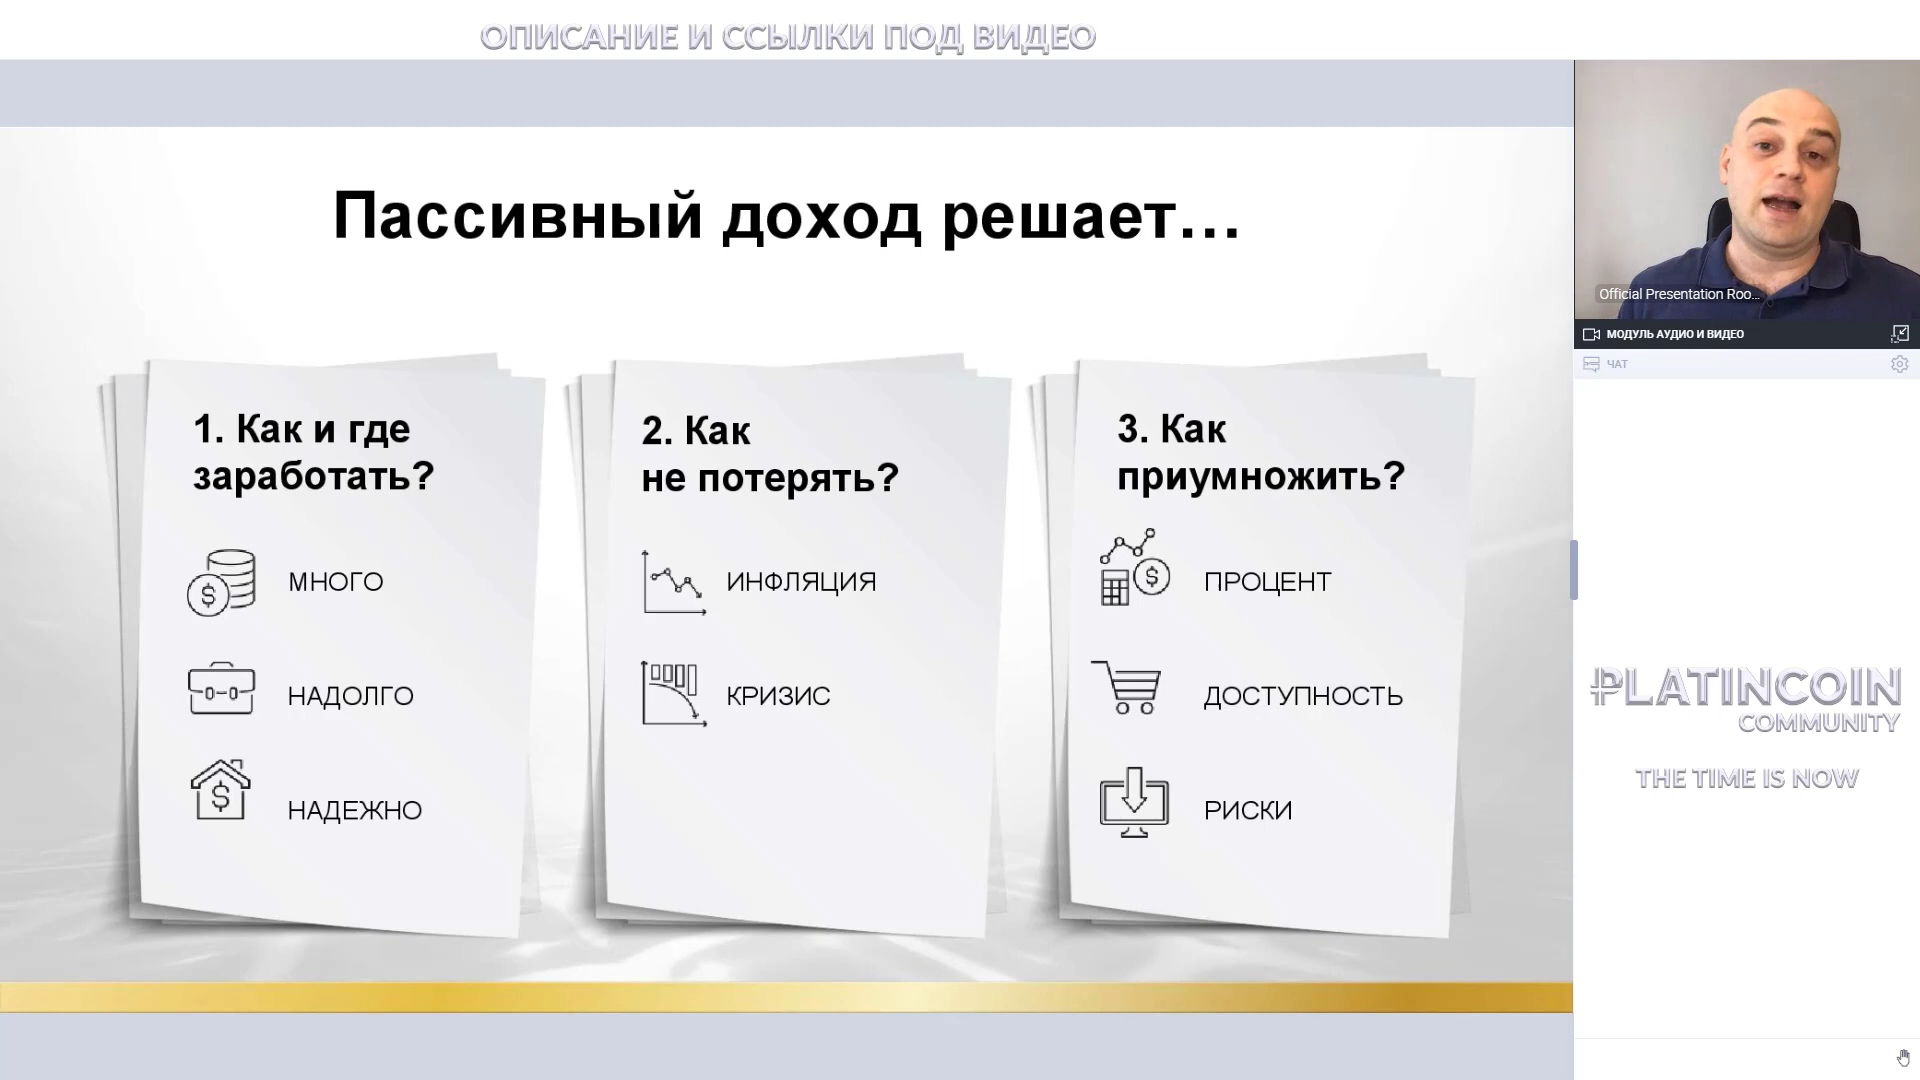 ОПИСАНИЕ И ССЫЛКИ ПОД ВИДЕО
Пассивный доход решает...
1. Как и где
заработать?
МНОГО
НАДОЛГО
НАДЕЖНО
2. Как
не потерять?
ИНФЛЯЦИЯ
КРИЗИС
3. Как
приумножить?
ПРОЦЕНТ
ДОСТУПНОСТЬ
РИСКИ
Official Presentation Roo...
МОДУЛЬ АУДИО И ВИДЕО
ЧАТ
PLATINCOIN
COMMUNITY
THE TIME IS NOW